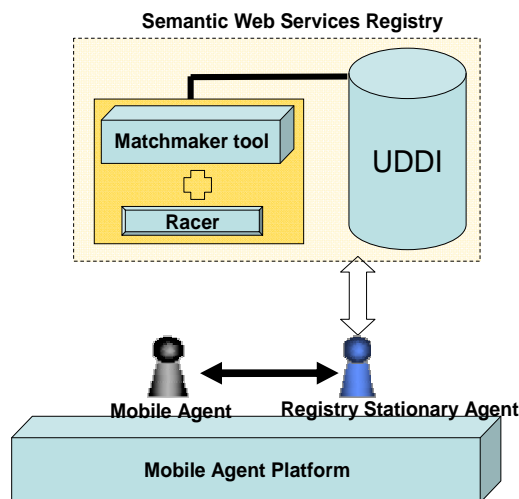 Semantic Web Services Registry
Matchmaker tool
UDDI
Racer
Mobile Agent
Registry Stationary Agent
Mobile Agent Platform